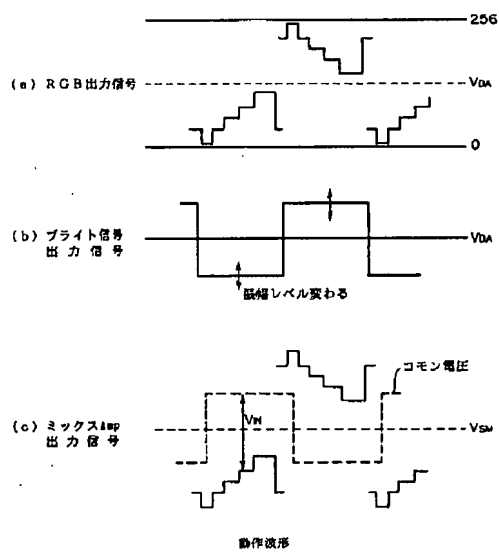 256
(a) RGB出力信号
VDA
0
(b) ブライト信号
出力信号
VDA
振幅レベル変わる
コモン電圧
(c) ミックスAmp
出力信号
VIN
VSM
動作波形